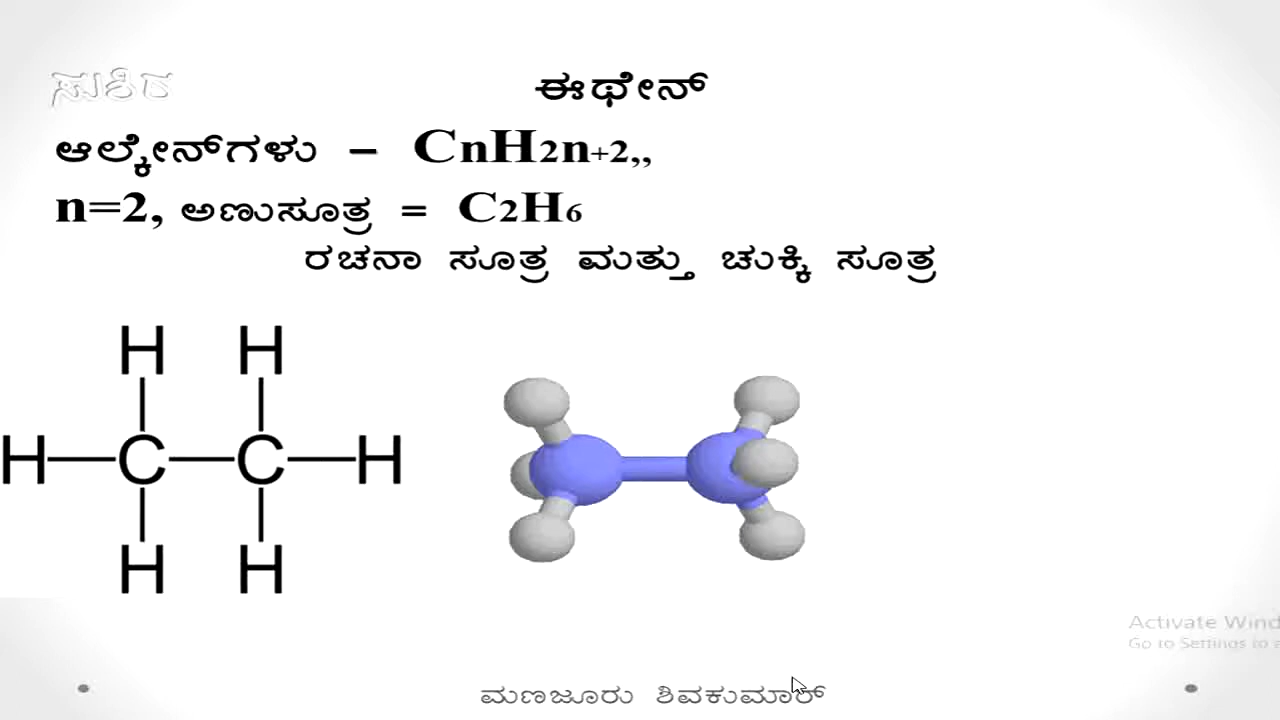 ಸುಶಿರ
ಈಥೇನ್
ಆಲ್ಕೇನ್‌ಗಳು – CnH2n+2,,
n=2, ಅಣುಸೂತ್ರ = C2H6
ರಚನಾ ಸೂತ್ರ ಮತ್ತು ಚುಕ್ಕಿ ಸೂತ್ರ
H H
H C C H
H H
Activate Wind
Go to Settings to a
ಮಣಜೂರು ಶಿವಕುಮಾರ್